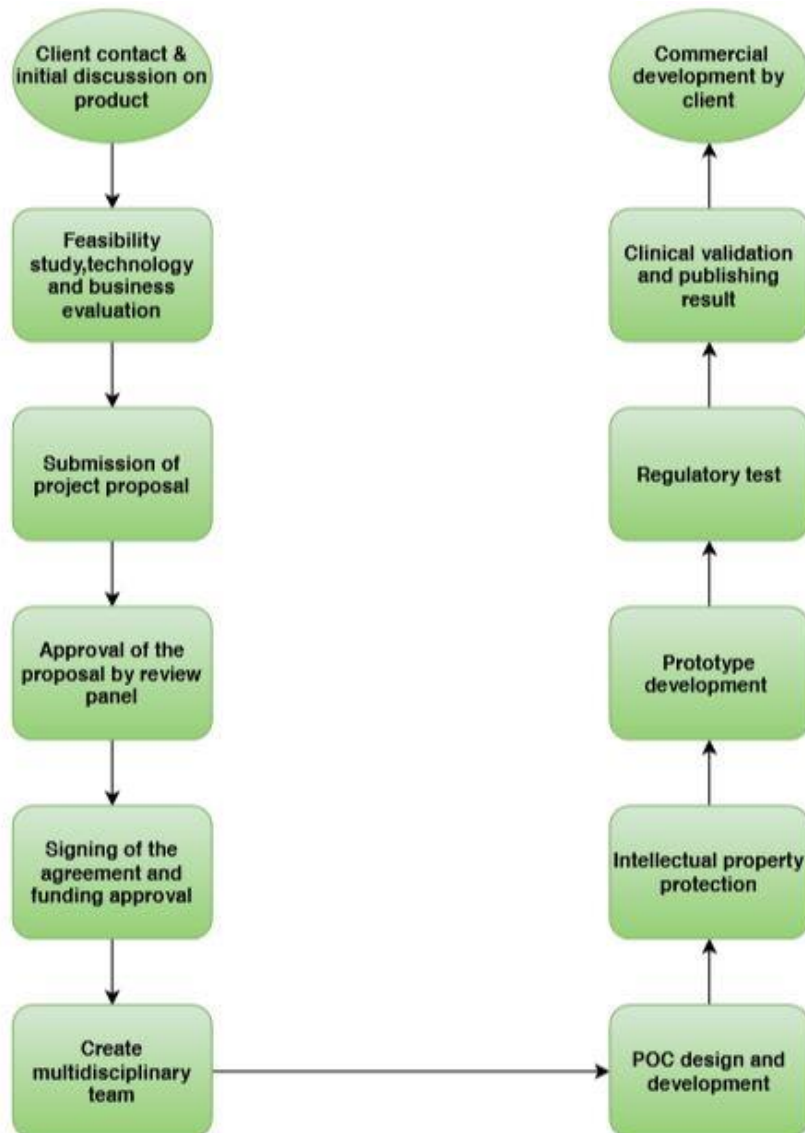 Client contact &
initial discussion on
product
Feasibility
study,technology
and business
evaluation
Submission of
project proposal
Approval of the
proposal by review
panel
Signing of the
agreement and
funding approval
Create
multidisciplinary
team
POC design and
development
Intellectual property
protection
Prototype
development
Regulatory test
Clinical validation
and publishing
result
Commercial
development by
client